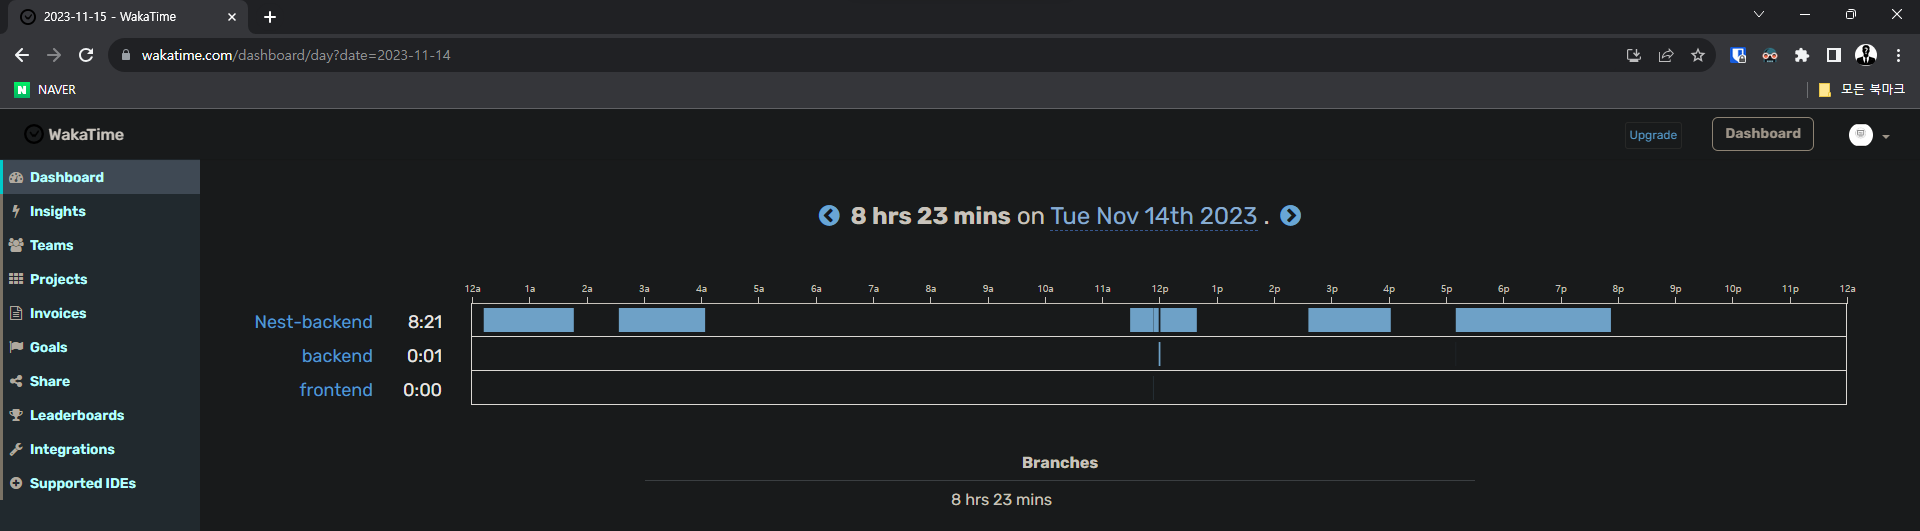 2023-11-15 - WakaTime
wakatime.com/dashboard/day?date=2023-11-14
N NAVER
모든 북마크
WakaTime
Upgrade
Dashboard
Dashboard
Insights
Teams
Projects
Invoices
Goals
Share
Leaderboards
Integrations
Supported IDEs
8 hrs 23 mins on Tue Nov 14th 2023 .
12a 1a 2a 3a 4a 5a 6a 7a 8a 9a 10a 11a 12p 1p 2p 3p 4p 5p 6p 7p 8p 9p 10p 11p 12a
Nest-backend 8:21
backend 0:01
frontend 0:00
Branches
8 hrs 23 mins